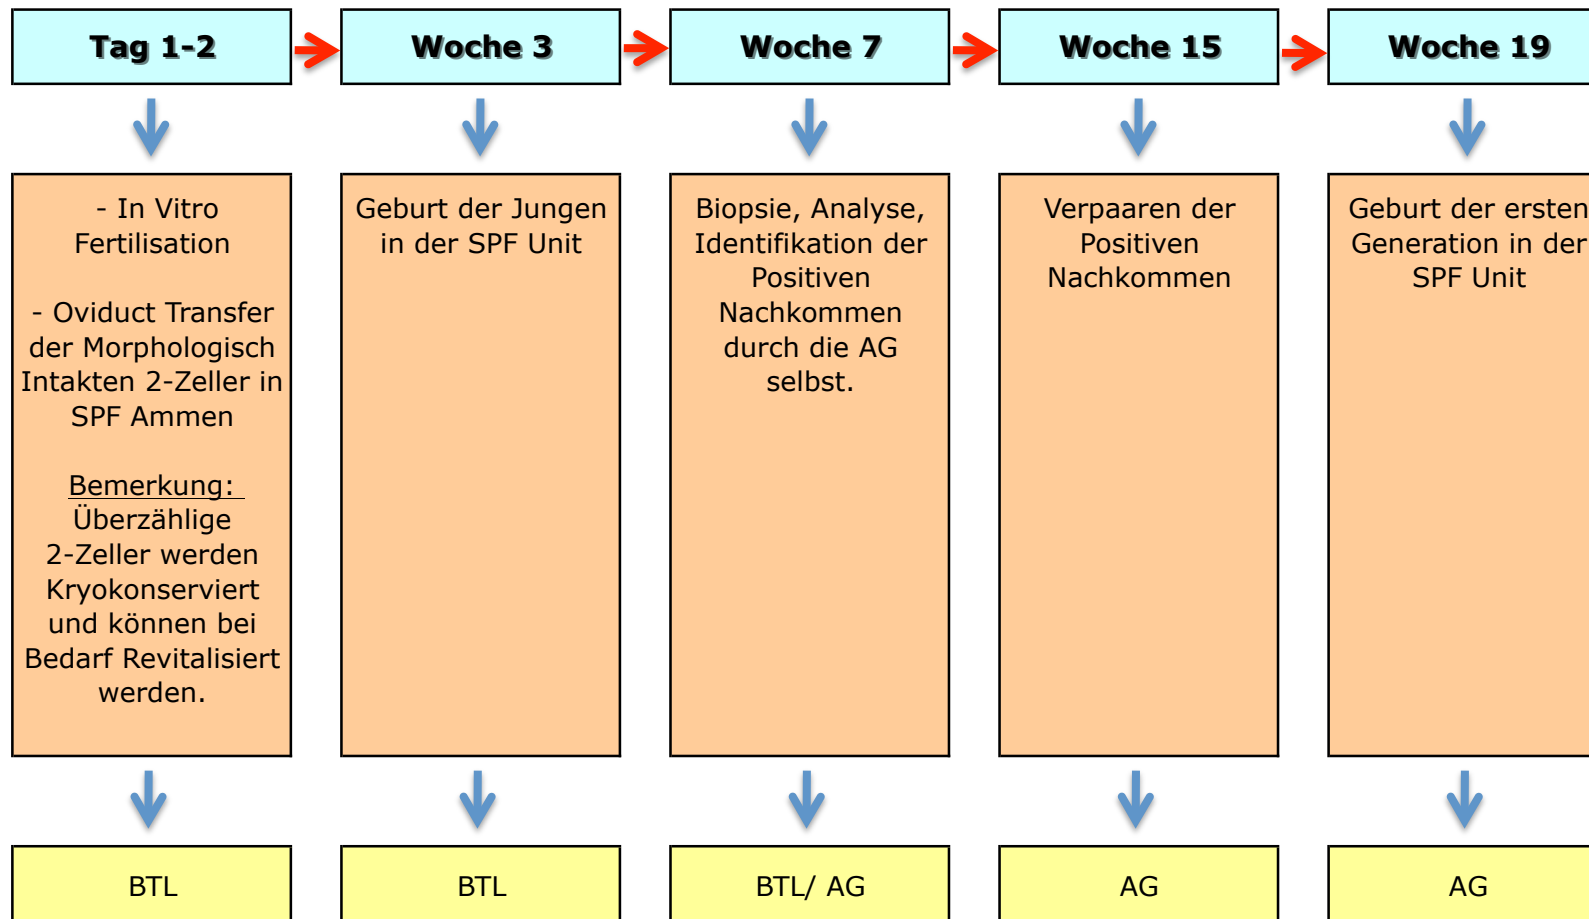 Tag 1-2
Woche 3
Woche 7
Woche 15
Woche 19
- In Vitro
Fertilisation
- Oviduct Transfer
der Morphologisch
Intakten 2-Zeller in
SPF Ammen
Bemerkung:
Überzählige
2-Zeller werden
Kryokonserviert
und können bei
Bedarf Revitalisiert
werden.
Geburt der Jungen
in der SPF Unit
Biopsie, Analyse,
Identifikation der
Positiven
Nachkommen
durch die AG
selbst.
Verpaaren der
Positiven
Nachkommen
Geburt der ersten
Generation in der
SPF Unit
BTL
BTL
BTL/ AG
AG
AG